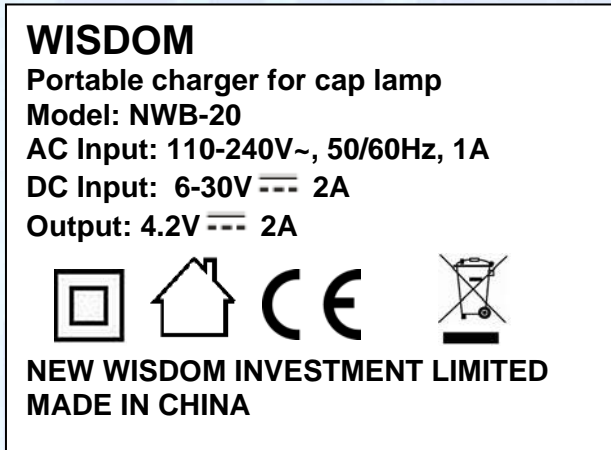 WISDOM
Portable charger for cap lamp
Model: NWB-20
AC Input: 110-240V~, 50/60Hz, 1A
DC Input: 6-30V ⎓ 2A
Output: 4.2V ⎓ 2A
CE
NEW WISDOM INVESTMENT LIMITED
MADE IN CHINA